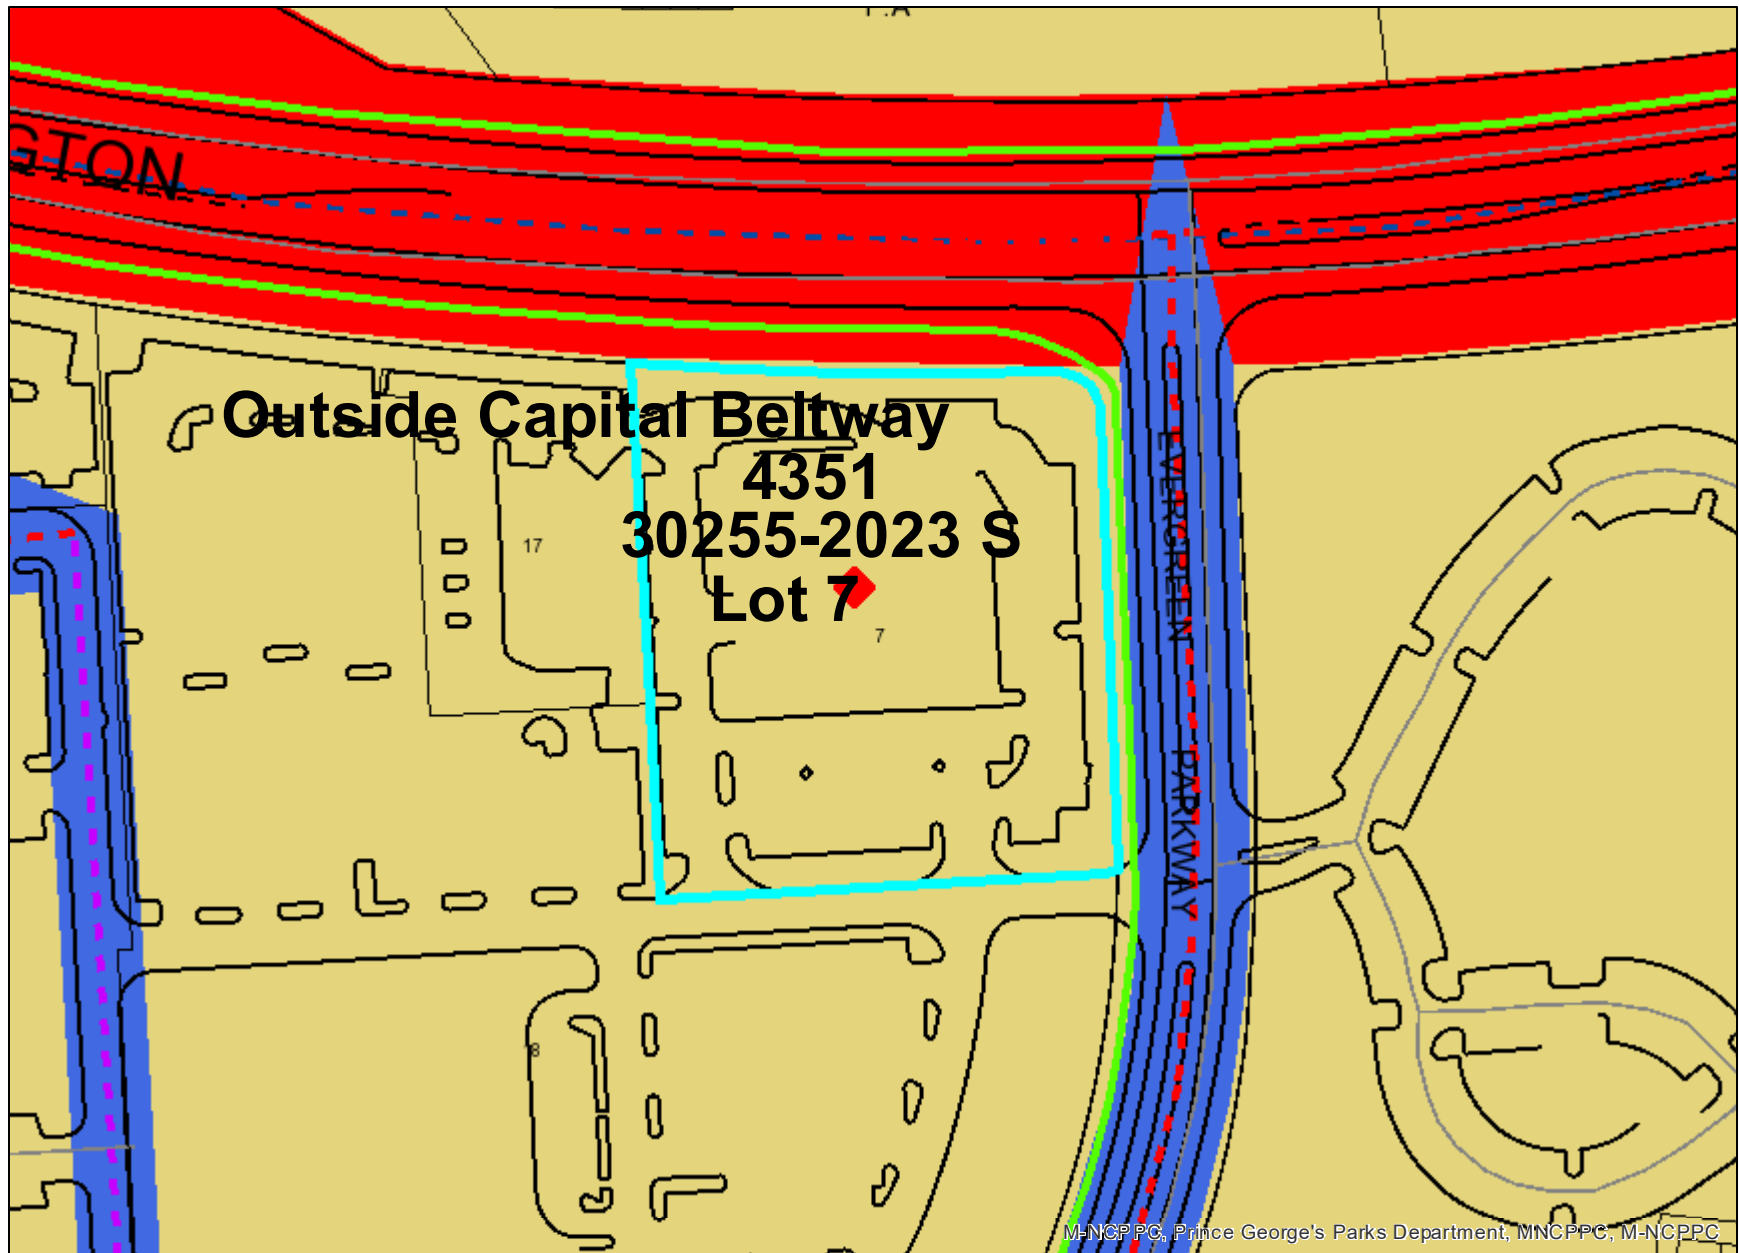 GTON
Outside Capital Beltway
4351
30255-2023 S
Lot 7
17
7
EVERGREEN PARKWAY
M-NCPPC, Prince George's Parks Department, MNCPPC, M-NCPPC